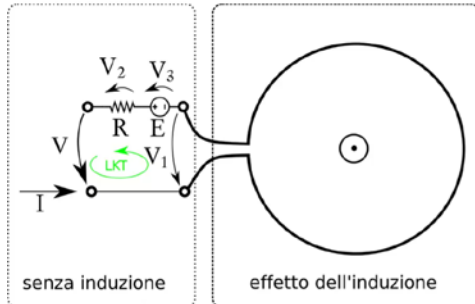 V₂ V₃
R E
V V₁
LKT
I
senza induzione effetto dell'induzione